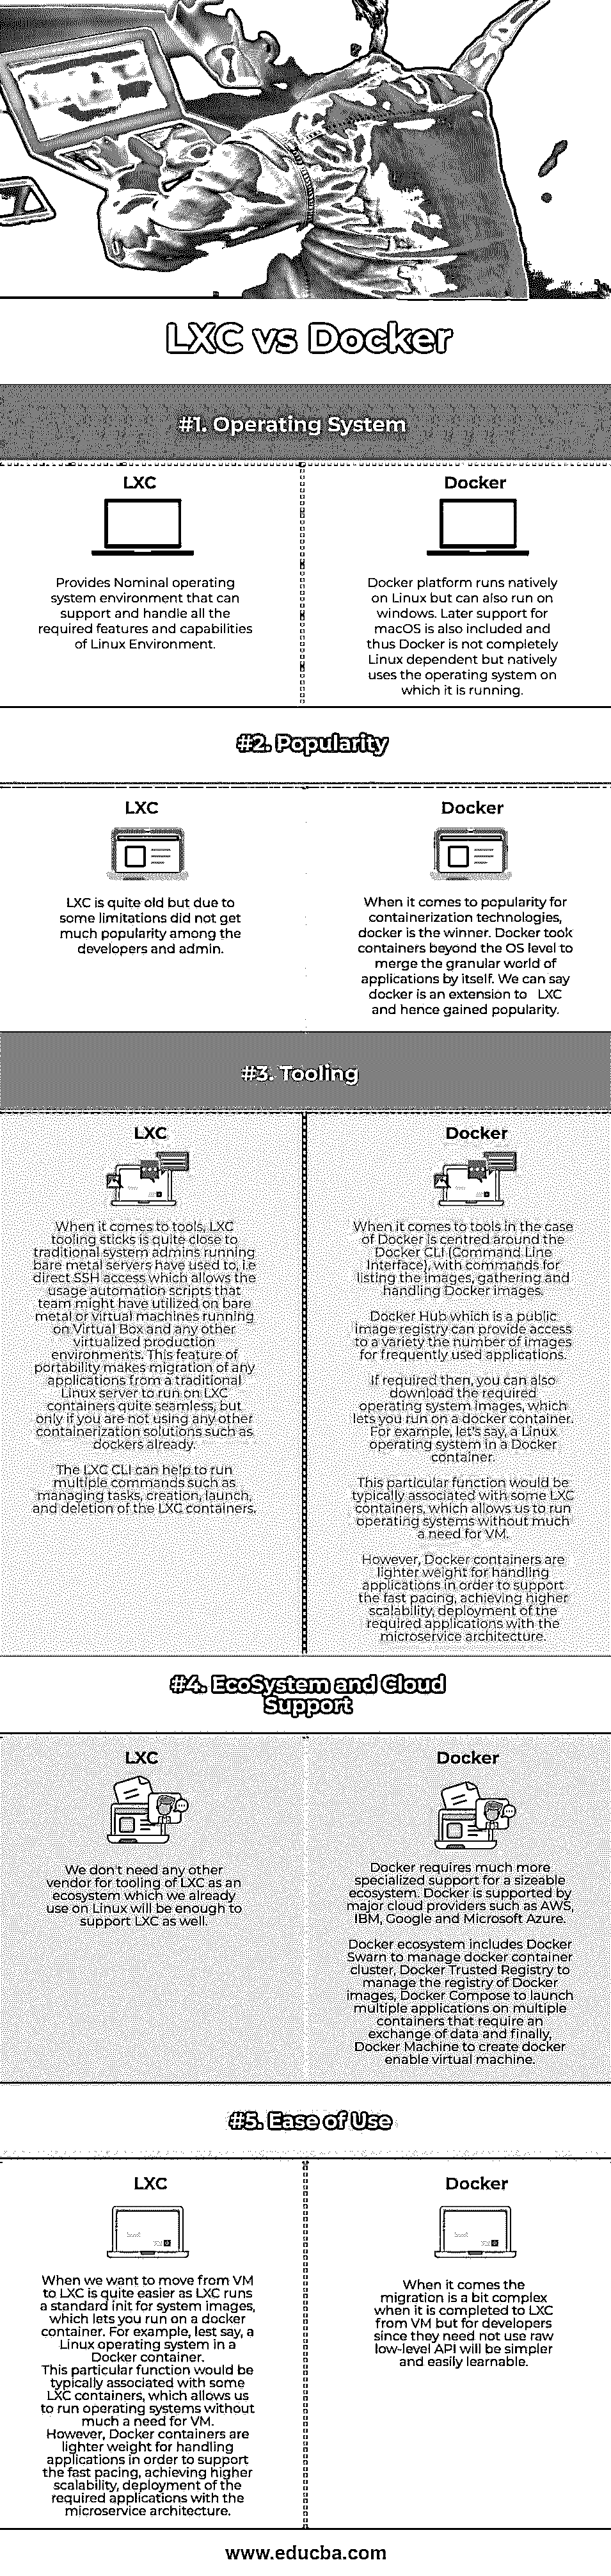 LXC vs Docker
#1. Operating System
LXC
Provides Nominal operating
system environment that can
support and handle all the
required features and capabilities
of Linux Environment.
Docker
Docker platform runs natively
on Linux but can also run on
windows. Later support for
macOS is also included and
thus Docker is not completely
Linux dependent but natively
uses the operating system on
which it is running.
#2. Popularity
LXC
LXC is quite old but due to
some limitations did not get
much popularity among the
developers and admin.
Docker
When it comes to popularity for
containerization technologies,
docker is the winner. Docker took
containers beyond the OS level to
merge the granular world of
applications by itself. We can say
docker is an extension to LXC
and hence gained popularity.
#3. Tooling
LXC
When it comes to tools, LXC
tooling sticks is quite close to
traditional system admins running
bare metal servers have used to, i.e
direct SSH access which allows the
usage automation scripts that
team might have utilized on bare
metal or virtual machines running
on Virtual Box and any other
virtualized production
environments. This feature of
portability makes migration of any
applications from a traditional
Linux server to run on LXC
containers quite seamless, but
only if you are not using any other
containerization solutions such as
dockers already.
The LXC CLI can help to run
multiple commands such as
managing tasks, creation, launch,
and deletion of the LXC containers.
Docker
When it comes to tools in the case
of Docker is centred around the
Docker CLI (Command Line
Interface), with commands for
listing the images, gathering and
handling Docker images.
Docker Hub which is a public
image registry can provide access
to a variety the number of images
for frequently used applications.
If required then, you can also
download the required
operating system images, which
lets you run on a docker container.
For example, let's say, a Linux
operating system in a Docker
container.
This particular function would be
typically associated with some LXC
containers, which allows us to run
operating systems without much
a need for VM.
However, Docker containers are
lighter weight for handling
applications in order to support
the fast pacing, achieving higher
scalability, deployment of the
required applications with the
microservice architecture.
#4. EcoSystem and Cloud
Support
LXC
We don't need any other
vendor for tooling of LXC as an
ecosystem which we already
use on Linux will be enough to
support LXC as well.
Docker
Docker requires much more
specialized support for a sizeable
ecosystem. Docker is supported by
major cloud providers such as AWS,
IBM, Google and Microsoft Azure.
Docker ecosystem includes Docker
Swarn to manage docker container
cluster, Docker Trusted Registry to
manage the registry of Docker
images, Docker Compose to launch
multiple applications on multiple
containers that require an
exchange of data and finally,
Docker Machine to create docker
enable virtual machine.
#5. Ease of Use
LXC
When we want to move from VM
to LXC is quite easier as LXC runs
a standard init for system images,
which lets you run on a docker
container. For example, lest say, a
Linux operating system in a
Docker container.
This particular function would be
typically associated with some
LXC containers, which allows us
to run operating systems without
much a need for VM.
However, Docker containers are
lighter weight for handling
applications in order to support
the fast pacing, achieving higher
scalability, deployment of the
required applications with the
microservice architecture.
Docker
When it comes the
migration is a bit complex
when it is completed to LXC
from VM but for developers
since they need not use raw
low-level API will be simpler
and easily learnable.
www.educba.com